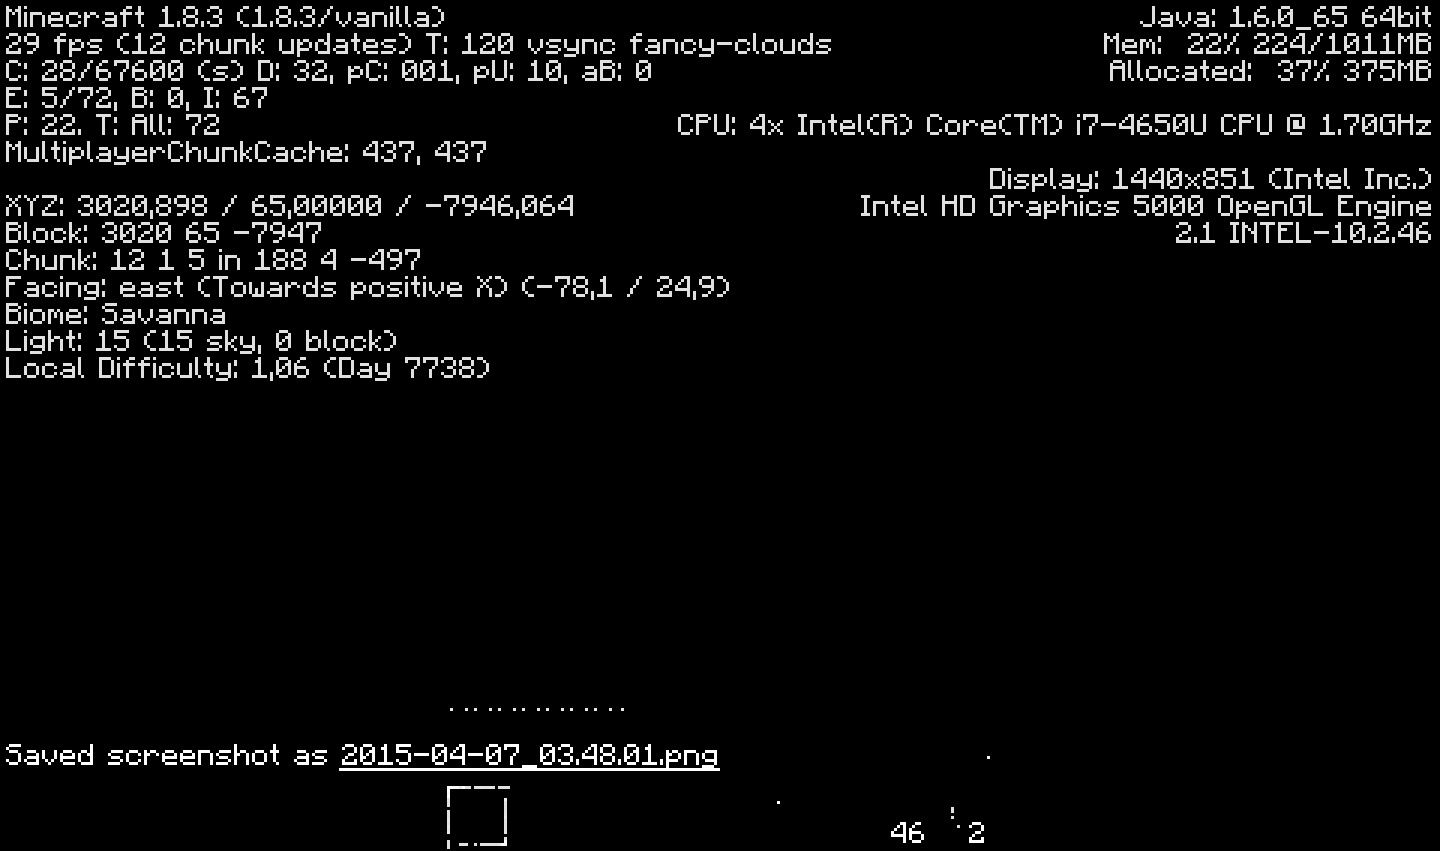 Minecraft 1.8.3 (1.8.3/vanilla)
29 fps (12 chunk updates) T: 120 vsync fancy-clouds
C: 28/67600 (s) D: 32, pC: 001, pU: 10, aB: 0
E: 5/72, B: 0, I: 67
P: 22. T: All: 72
MultiplayerChunkCache: 437, 437
XYZ: 3020,898 / 65,00000 / -7946,064
Block: 3020 65 -7947
Chunk: 12 1 5 in 188 4 -497
Facing: east (Towards positive X) (-78,1 / 24,9)
Biome: Savanna
Light: 15 (15 sky, 0 block)
Local Difficulty: 1,06 (Day 7738)
Java: 1.6.0_65 64bit
Mem: 22% 224/1011MB
Allocated: 37% 375MB
CPU: 4x Intel(R) Core(TM) i7-4650U CPU @ 1.70GHz
Display: 1440x851 (Intel Inc.)
Intel HD Graphics 5000 OpenGL Engine
2.1 INTEL-10.2.46
Saved screenshot as 2015-04-07_03.48.01.png
46 2